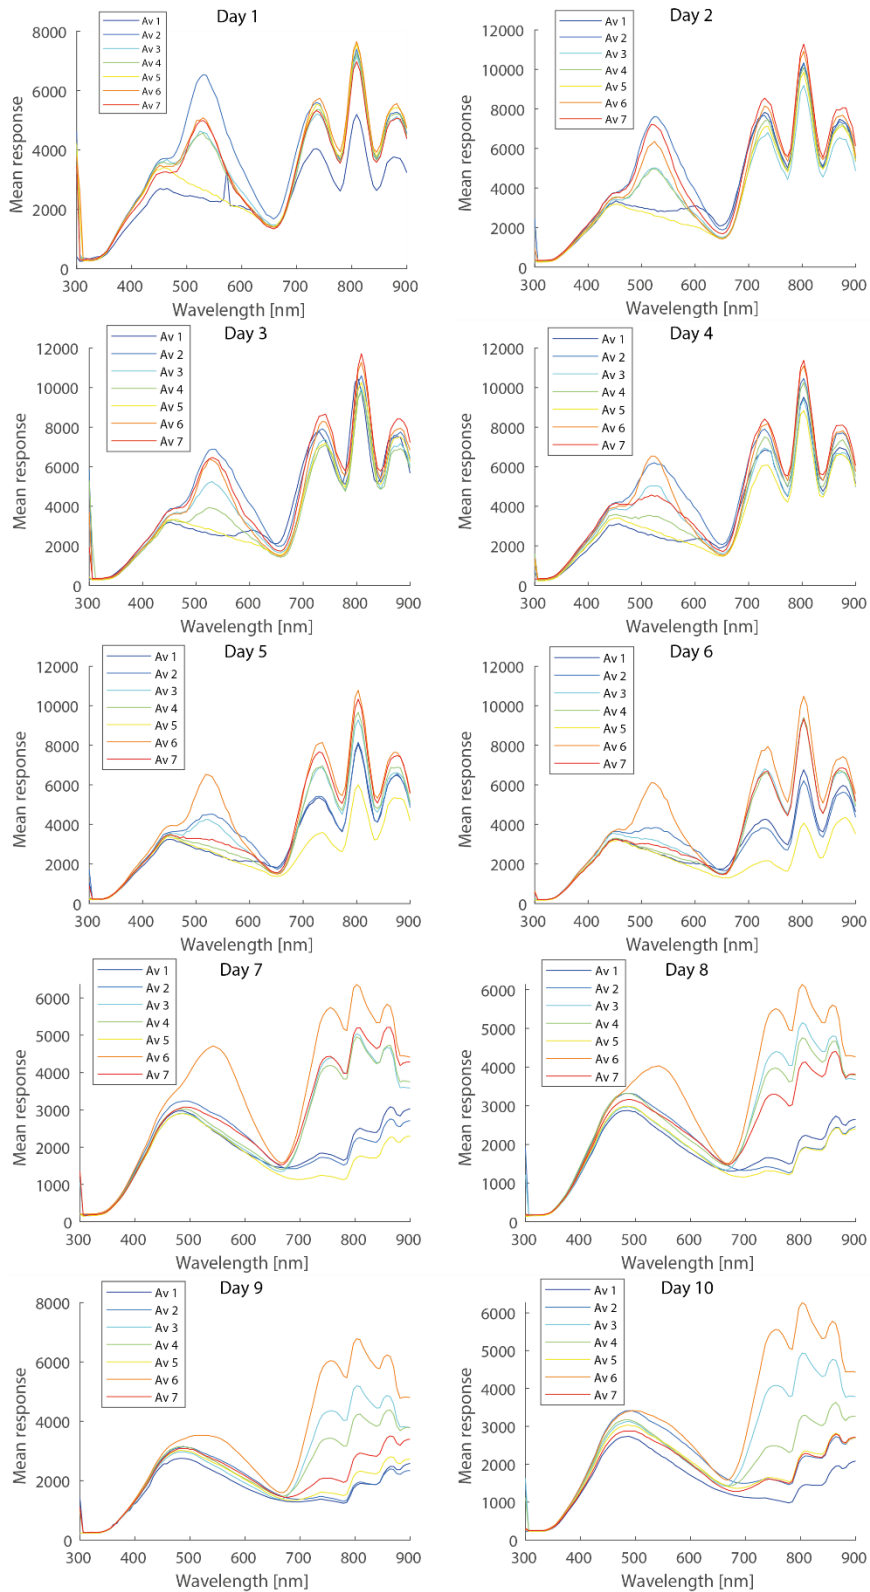 Day 1
Av 1
Av 2
Av 3
Av 4
Av 5
Av 6
Av 7
Mean response
8000
6000
4000
2000
0
300 400 500 600 700 800 900
Wavelength [nm]
Day 2
Av 1
Av 2
Av 3
Av 4
Av 5
Av 6
Av 7
Mean response
12000
10000
8000
6000
4000
2000
0
300 400 500 600 700 800 900
Wavelength [nm]
Day 3
Av 1
Av 2
Av 3
Av 4
Av 5
Av 6
Av 7
Mean response
12000
10000
8000
6000
4000
2000
0
300 400 500 600 700 800 900
Wavelength [nm]
Day 4
Av 1
Av 2
Av 3
Av 4
Av 5
Av 6
Av 7
Mean response
12000
10000
8000
6000
4000
2000
0
300 400 500 600 700 800 900
Wavelength [nm]
Day 5
Av 1
Av 2
Av 3
Av 4
Av 5
Av 6
Av 7
Mean response
12000
10000
8000
6000
4000
2000
0
300 400 500 600 700 800 900
Wavelength [nm]
Day 6
Av 1
Av 2
Av 3
Av 4
Av 5
Av 6
Av 7
Mean response
12000
10000
8000
6000
4000
2000
0
300 400 500 600 700 800 900
Wavelength [nm]
Day 7
Av 1
Av 2
Av 3
Av 4
Av 5
Av 6
Av 7
Mean response
6000
5000
4000
3000
2000
1000
0
300 400 500 600 700 800 900
Wavelength [nm]
Day 8
Av 1
Av 2
Av 3
Av 4
Av 5
Av 6
Av 7
Mean response
6000
5000
4000
3000
2000
1000
0
300 400 500 600 700 800 900
Wavelength [nm]
Day 9
Av 1
Av 2
Av 3
Av 4
Av 5
Av 6
Av 7
Mean response
8000
6000
4000
2000
0
300 400 500 600 700 800 900
Wavelength [nm]
Day 10
Av 1
Av 2
Av 3
Av 4
Av 5
Av 6
Av 7
Mean response
6000
5000
4000
3000
2000
1000
0
300 400 500 600 700 800 900
Wavelength [nm]